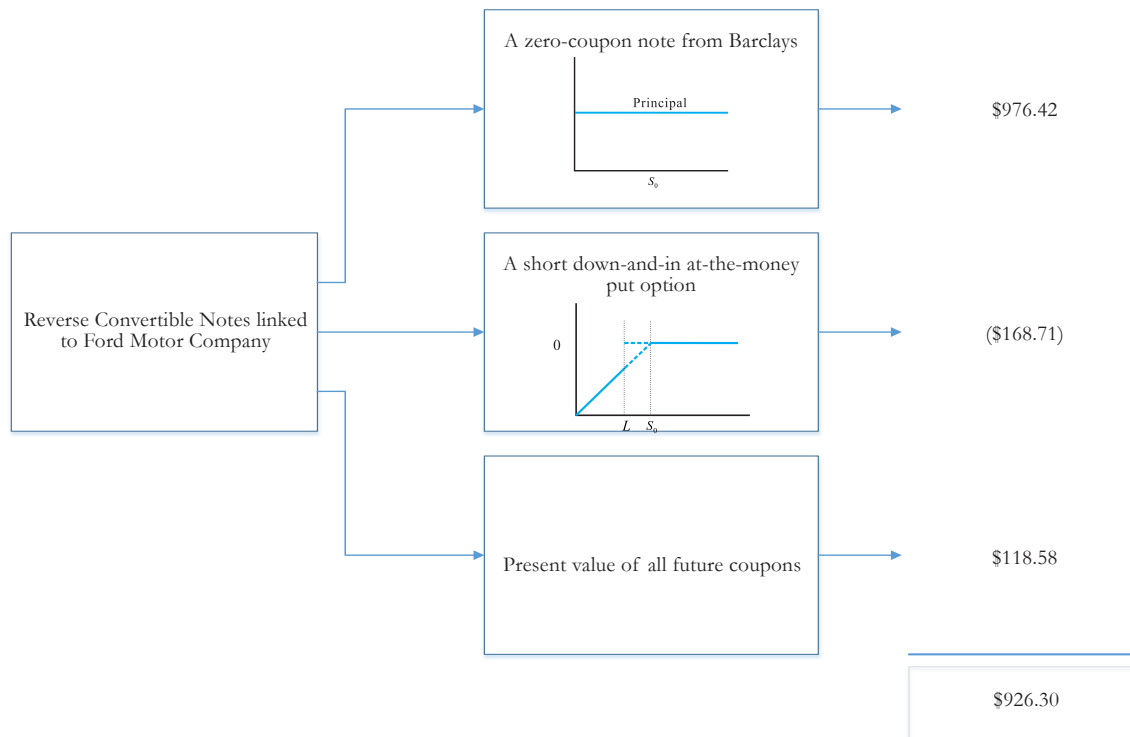 A zero-coupon note from Barclays
Principal
S₀
$976.42
Reverse Convertible Notes linked
to Ford Motor Company
A short down-and-in at-the-money
put option
0
L S₀
($168.71)
Present value of all future coupons
$118.58
$926.30